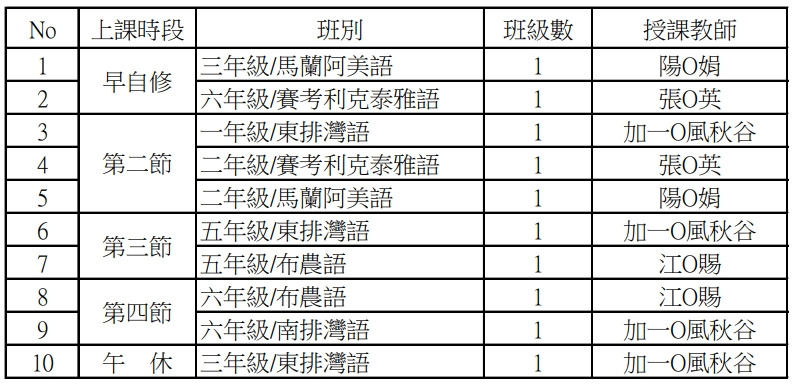 No 上課時段 班別 班級數 授課教師
1 早自修 三年級/馬蘭阿美語 1 陽O娟
2 六年級/賽考利克泰雅語 1 張O英
3 第二節 一年級/東排灣語 1 加一O風秋谷
4 二年級/賽考利克泰雅語 1 張O英
5 二年級/馬蘭阿美語 1 陽O娟
6 第三節 五年級/東排灣語 1 加一O風秋谷
7 五年級/布農語 1 江O賜
8 第四節 六年級/布農語 1 江O賜
9 六年級/南排灣語 1 加一O風秋谷
10 午 休 三年級/東排灣語 1 加一O風秋谷